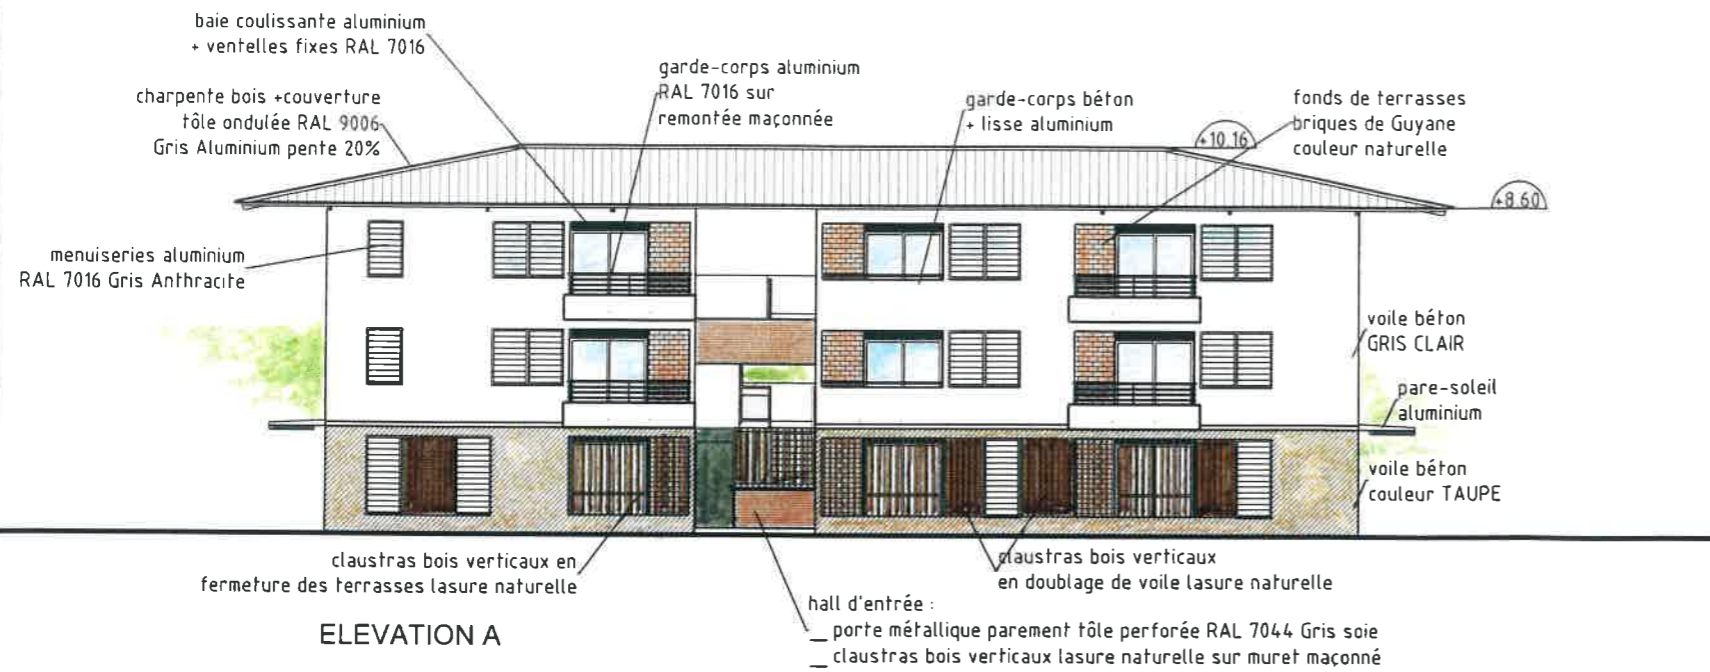 baie coulissante aluminium
+ ventelles fixes RAL 7016
charpente bois +couverture
tôle ondulée RAL 9006
Gris Aluminium pente 20%
garde-corps aluminium
RAL 7016 sur
remontée maçonnée
garde-corps béton
+ lisse aluminium
fonds de terrasses
briques de Guyane
couleur naturelle
+10.16
+8.60
menuiseries aluminium
RAL 7016 Gris Anthracite
voile béton
GRIS CLAIR
pare-soleil
aluminium
voile béton
couleur TAUPE
claustras bois verticaux en
fermeture des terrasses lasure naturelle
claustras bois verticaux
en doublage de voile lasure naturelle
hall d'entrée :
__ porte métallique parement tôle perforée RAL 7044 Gris soie
__ claustras bois verticaux lasure naturelle sur muret maçonné
ELEVATION A